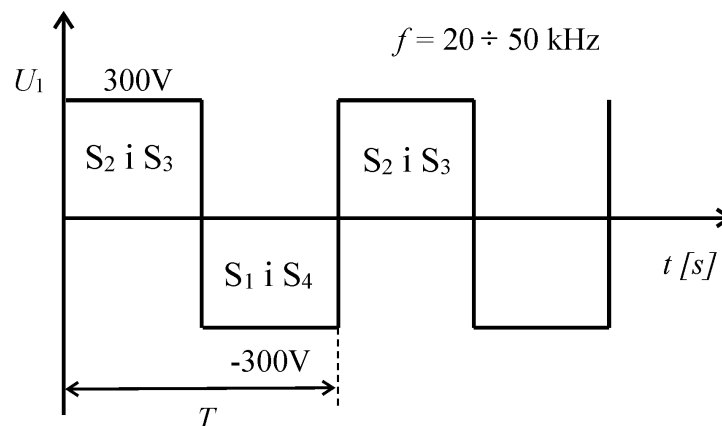 f = 20 ÷ 50 kHz
U₁
300V
S₂ i S₃
S₂ i S₃
S₁ i S₄
t [s]
-300V
T